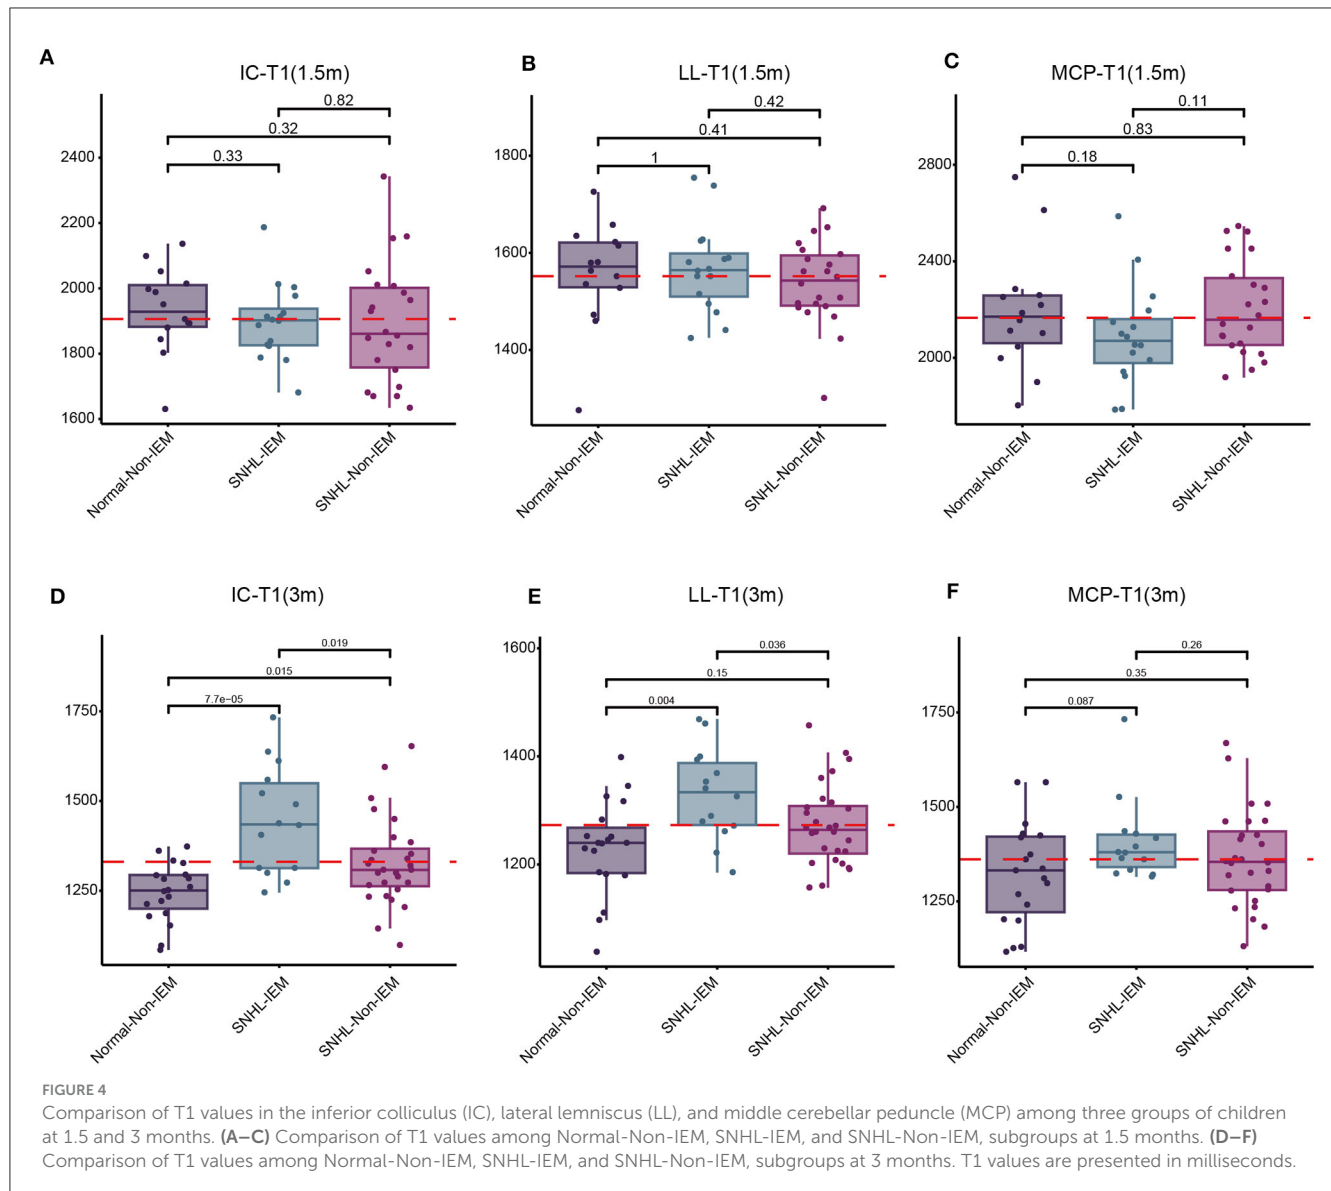 A
IC-T1(1.5m)
0.82
0.32
0.33
2400
2200
2000
1800
1600
Normal-Non-IEM
SNHL-IEM
SNHL-Non-IEM
B
LL-T1(1.5m)
0.42
0.41
1
1800
1600
1400
Normal-Non-IEM
SNHL-IEM
SNHL-Non-IEM
C
MCP-T1(1.5m)
0.11
0.83
0.18
2800
2400
2000
Normal-Non-IEM
SNHL-IEM
SNHL-Non-IEM
D
IC-T1(3m)
0.019
0.015
7.7e−05
1750
1500
1250
Normal-Non-IEM
SNHL-IEM
SNHL-Non-IEM
E
LL-T1(3m)
0.036
0.15
0.004
1600
1400
1200
Normal-Non-IEM
SNHL-IEM
SNHL-Non-IEM
F
MCP-T1(3m)
0.26
0.35
0.087
1750
1500
1250
Normal-Non-IEM
SNHL-IEM
SNHL-Non-IEM
FIGURE 4
Comparison of T1 values in the inferior colliculus (IC), lateral lemniscus (LL), and middle cerebellar peduncle (MCP) among three groups of children
at 1.5 and 3 months. (A–C) Comparison of T1 values among Normal-Non-IEM, SNHL-IEM, and SNHL-Non-IEM, subgroups at 1.5 months. (D–F)
Comparison of T1 values among Normal-Non-IEM, SNHL-IEM, and SNHL-Non-IEM, subgroups at 3 months. T1 values are presented in milliseconds.